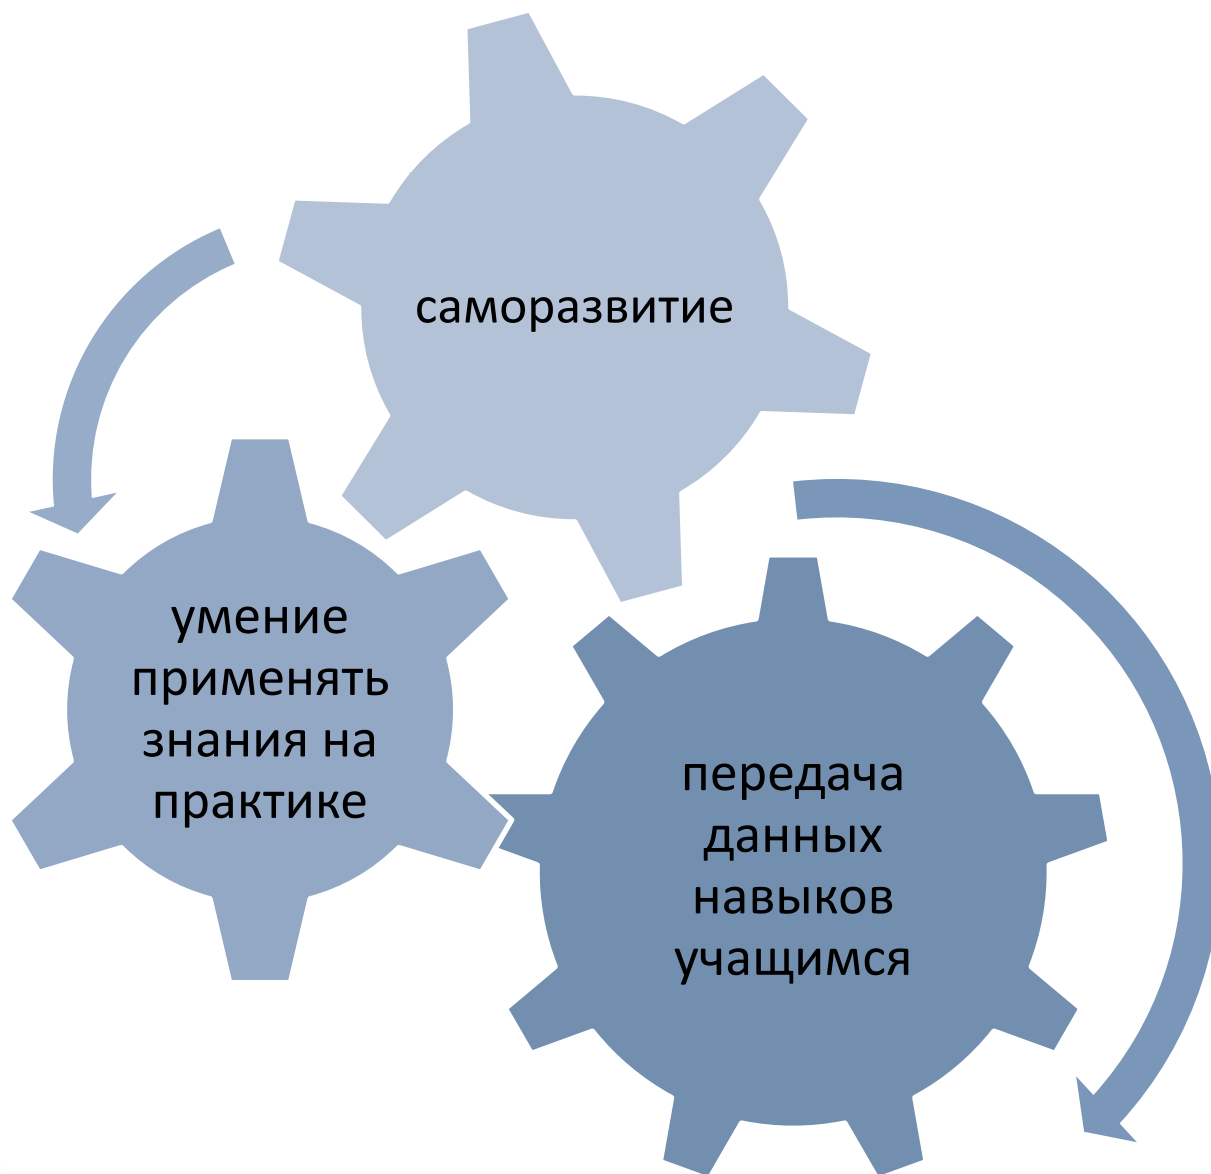 саморазвитие
умение
применять
знания на
практике
передача
данных
навыков
учащимся